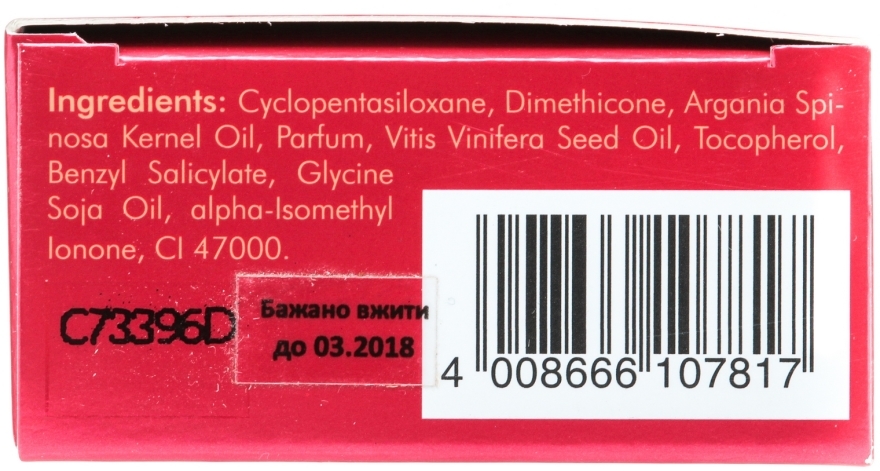 Ingredients: Cyclopentasiloxane, Dimethicone, Argania Spi-
nosa Kernel Oil, Parfum, Vitis Vinifera Seed Oil, Tocopherol,
Benzyl Salicylate, Glycine
Soja Oil, alpha-Isomethyl
Ionone, CI 47000.
C73396D
Бажано вжити
до 03.2018
4 008666 107817